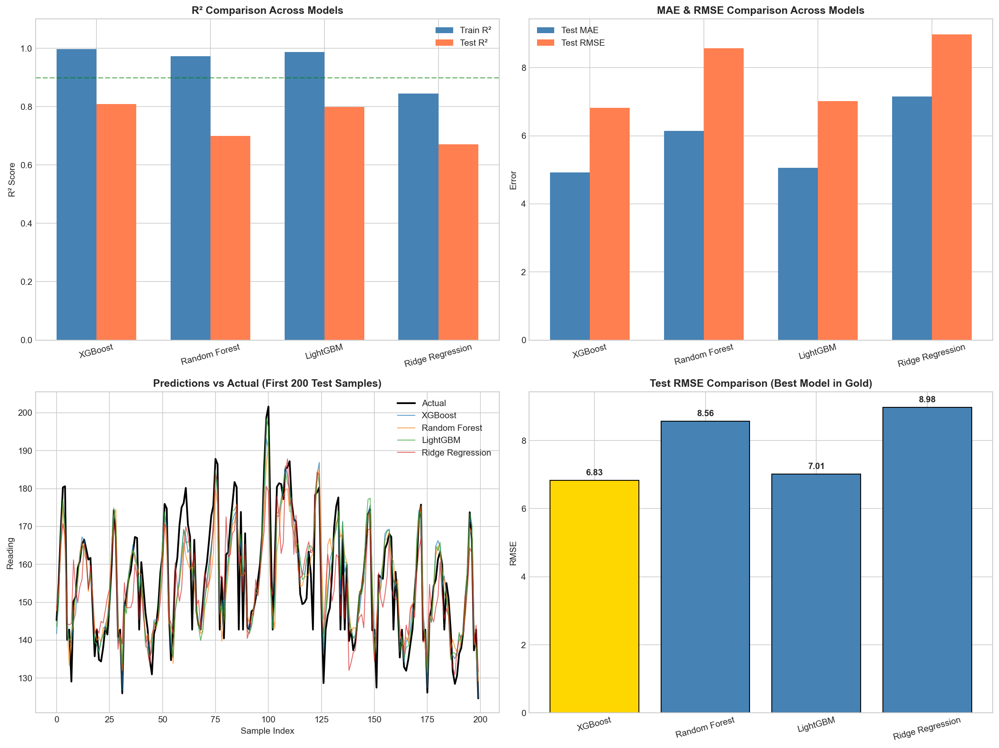 R² Comparison Across Models
Train R²
Test R²
R² Score
1.0
0.8
0.6
0.4
0.2
0.0
XGBoost
Random Forest
LightGBM
Ridge Regression
MAE & RMSE Comparison Across Models
Test MAE
Test RMSE
Error
8
6
4
2
0
XGBoost
Random Forest
LightGBM
Ridge Regression
Predictions vs Actual (First 200 Test Samples)
Actual
XGBoost
Random Forest
LightGBM
Ridge Regression
Reading
200
190
180
170
160
150
140
130
0
25
50
75
100
125
150
175
200
Sample Index
Test RMSE Comparison (Best Model in Gold)
6.83
8.56
7.01
8.98
RMSE
8
6
4
2
0
XGBoost
Random Forest
LightGBM
Ridge Regression